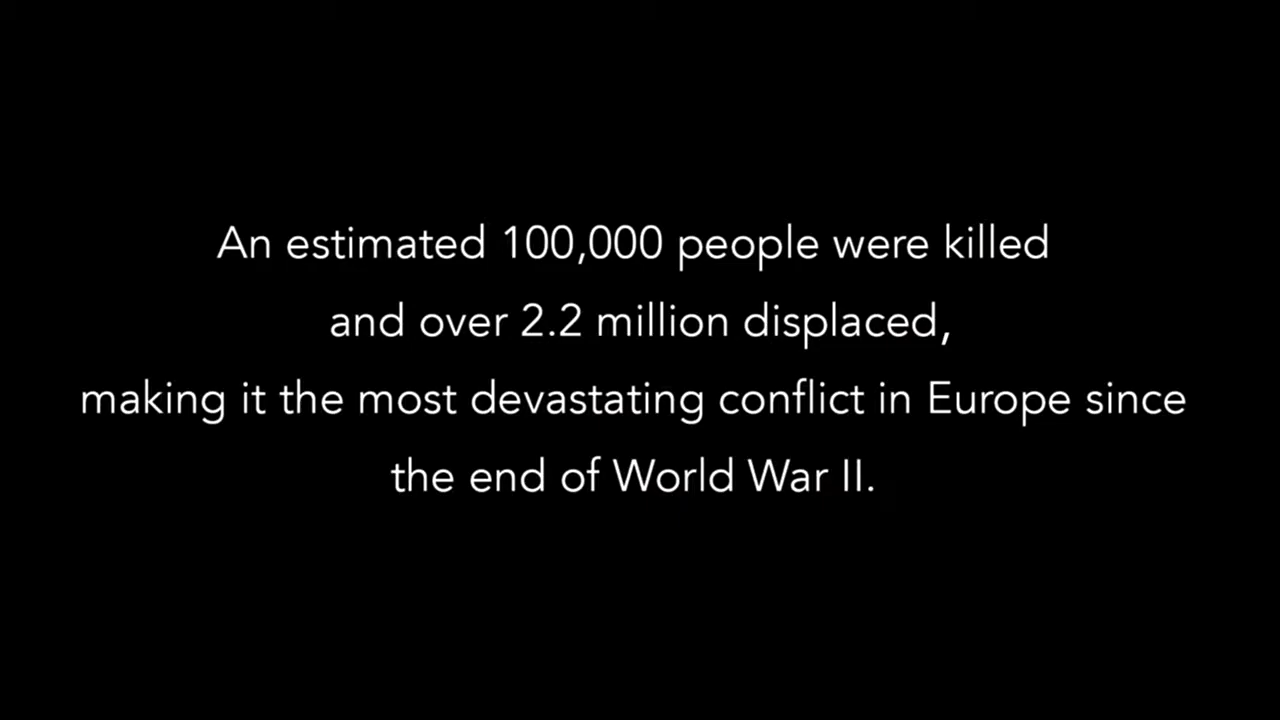 An estimated 100,000 people were killed
and over 2.2 million displaced,
making it the most devastating conflict in Europe since
the end of World War II.